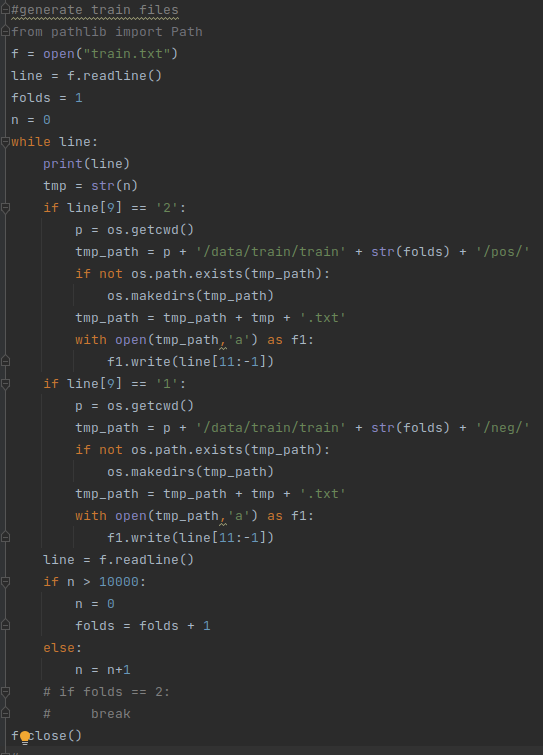 #generate train files
from pathlib import Path
f = open("train.txt")
line = f.readline()
folds = 1
n = 0
while line:
    print(line)
    tmp = str(n)
    if line[9] == '2':
        p = os.getcwd()
        tmp_path = p + '/data/train/train' + str(folds) + '/pos/'
        if not os.path.exists(tmp_path):
            os.makedirs(tmp_path)
        tmp_path = tmp_path + tmp + '.txt'
        with open(tmp_path,'a') as f1:
            f1.write(line[11:-1])
    if line[9] == '1':
        p = os.getcwd()
        tmp_path = p + '/data/train/train' + str(folds) + '/neg/'
        if not os.path.exists(tmp_path):
            os.makedirs(tmp_path)
        tmp_path = tmp_path + tmp + '.txt'
        with open(tmp_path,'a') as f1:
            f1.write(line[11:-1])
    line = f.readline()
    if n > 10000:
        n = 0
        folds = folds + 1
    else:
        n = n+1
    # if folds == 2:
    #     break
f.close()